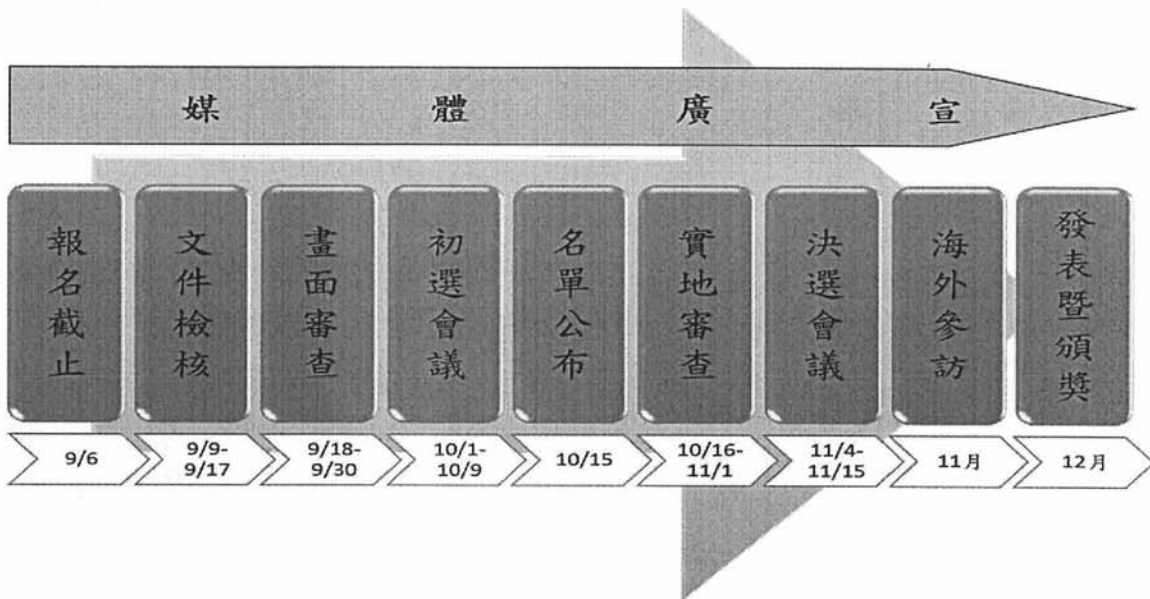 媒體廣宣
報名截止
文件檢核
畫面審查
初選會議
名單公布
實地審查
決選會議
海外參訪
發表暨頒獎
9/6
9/9-
9/17
9/18-
9/30
10/1-
10/9
10/15
10/16-
11/1
11/4-
11/15
11月
12月